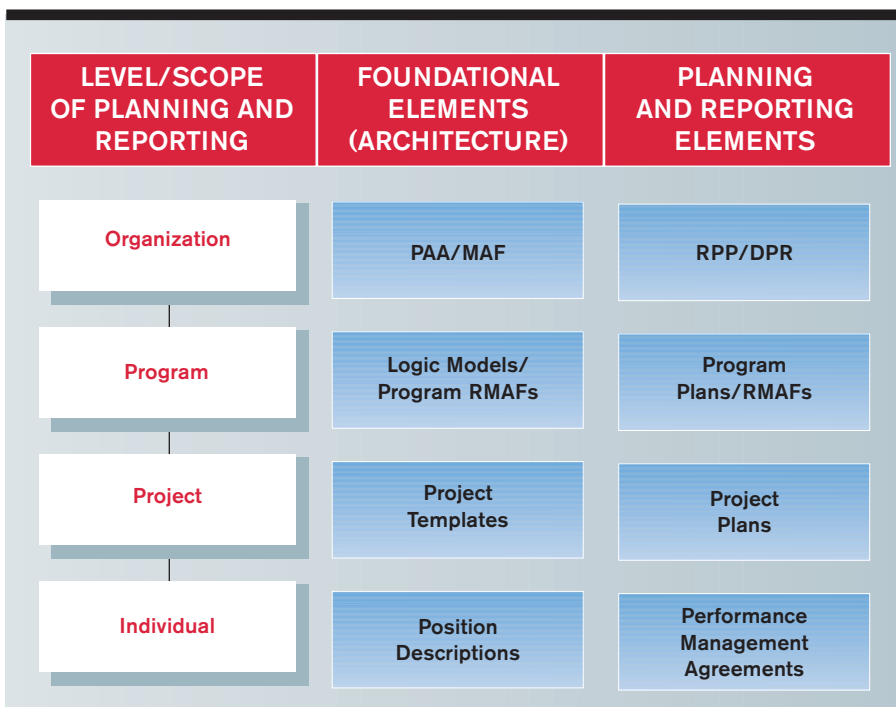 LEVEL/SCOPE
OF PLANNING AND
REPORTING
FOUNDATIONAL
ELEMENTS
(ARCHITECTURE)
PLANNING
AND REPORTING
ELEMENTS
Organization
PAA/MAF
RPP/DPR
Program
Logic Models/
Program RMAFs
Program
Plans/RMAFs
Project
Project
Templates
Project
Plans
Individual
Position
Descriptions
Performance
Management
Agreements